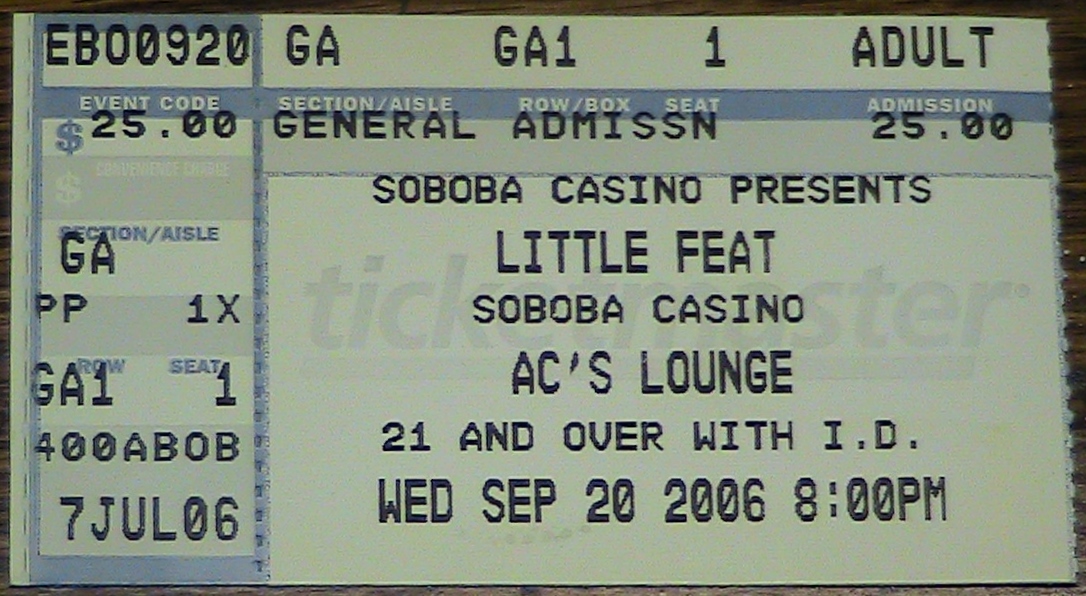 EBO0920 GA GA1 1 ADULT
EVENT CODE SECTION/AISLE ROW/BOX SEAT ADMISSION
$ 25.00 GENERAL ADMISSN 25.00
$ CONVENIENCE CHARGE
SOBOBA CASINO PRESENTS
SECTION/AISLE
GA
LITTLE FEAT
ticketmaster®
PP 1X
SOBOBA CASINO
ROW SEAT
GA1 1
AC'S LOUNGE
400ABOB
21 AND OVER WITH I.D.
7JUL06
WED SEP 20 2006 8:00PM